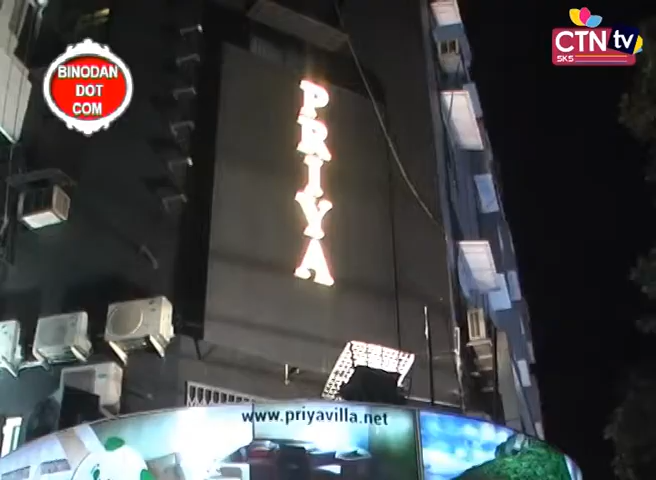 BINODAN
DOT
COM
CTN tv
SKS
PRIYA
www.priyavilla.net